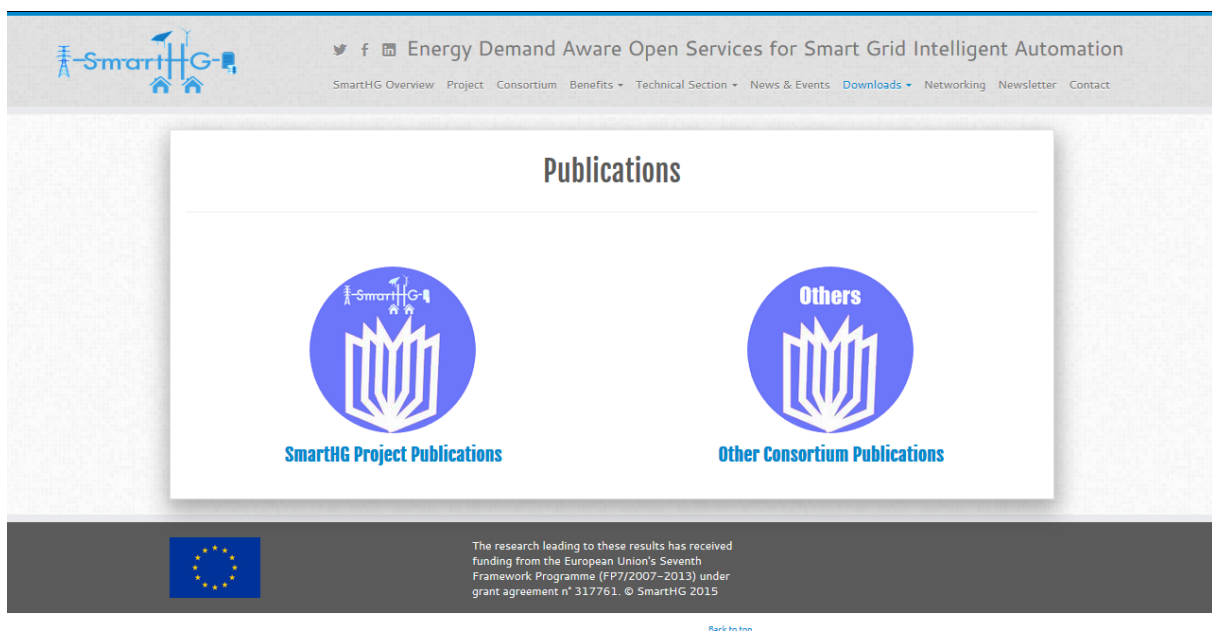 SmartHG
Energy Demand Aware Open Services for Smart Grid Intelligent Automation
SmartHG Overview Project Consortium Benefits Technical Section News & Events Downloads Networking Newsletter Contact
Publications
SmartHG
Others
SmartHG Project Publications
Other Consortium Publications
The research leading to these results has received
funding from the European Union's Seventh
Framework Programme (FP7/2007-2013) under
grant agreement n° 317761. © SmartHG 2015
Back to top